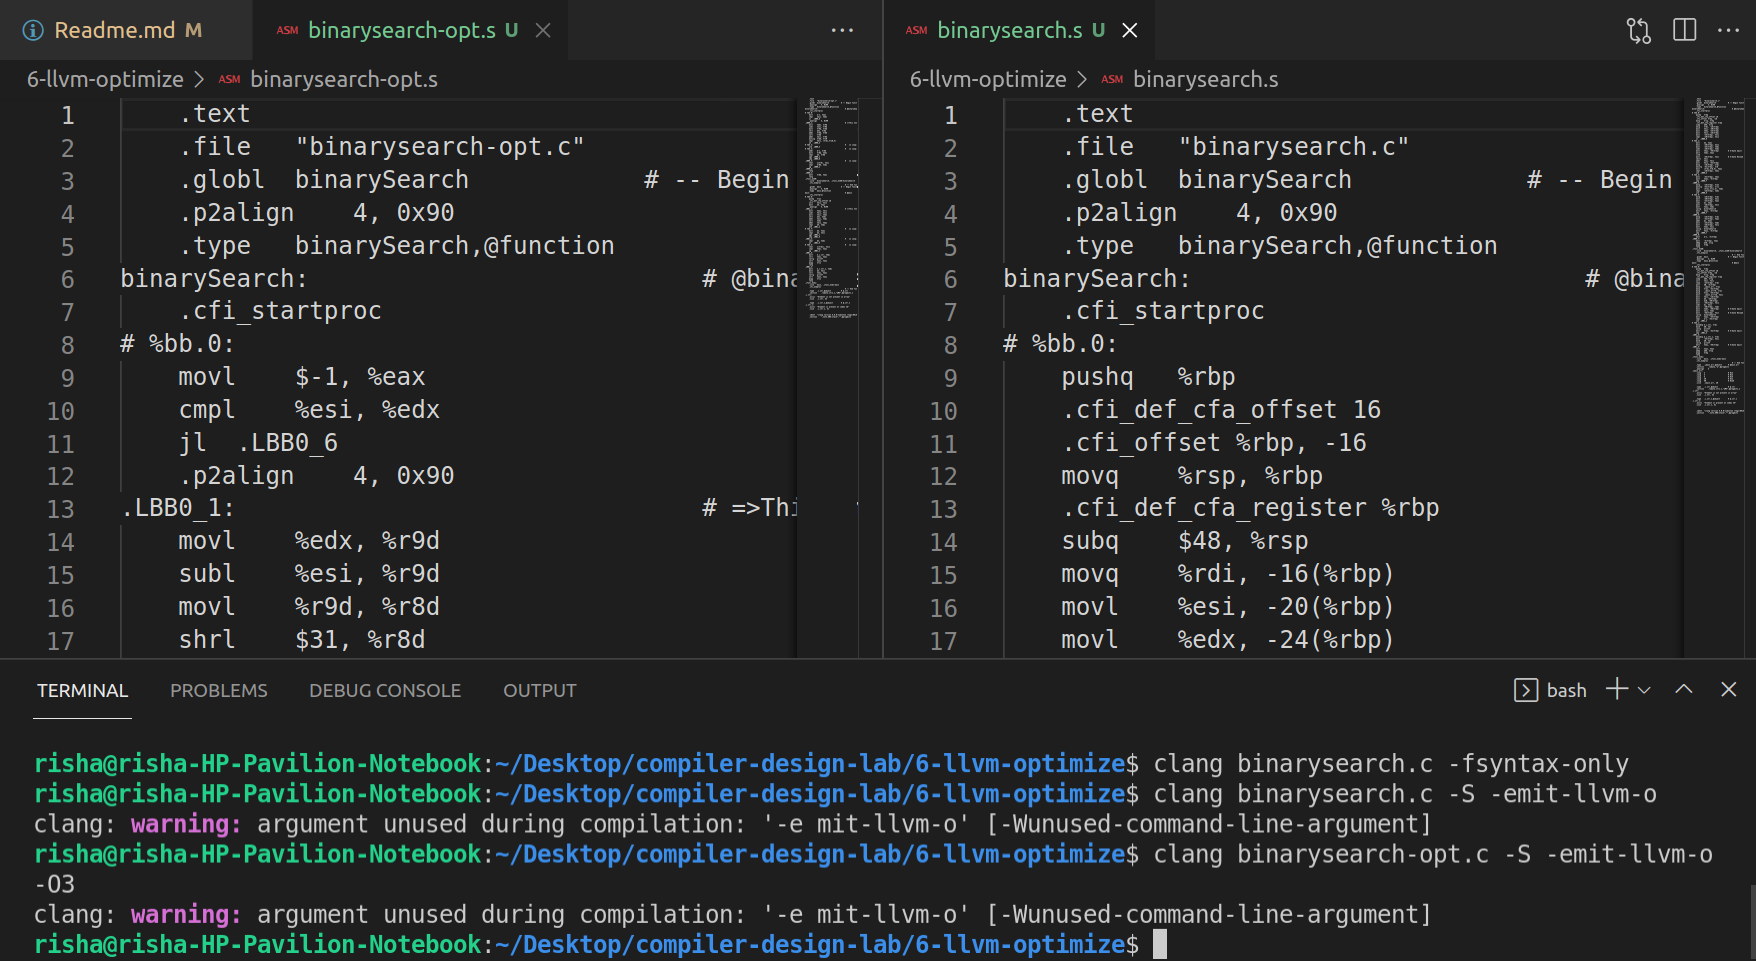 Readme.md M
ASM binarysearch-opt.s U
6-llvm-optimize > ASM binarysearch-opt.s
1 .text
2 .file "binarysearch-opt.c"
3 .globl binarySearch # -- Begin
4 .p2align 4, 0x90
5 .type binarySearch,@function
6 binarySearch: # @bina
7 .cfi_startproc
8 # %bb.0:
9 movl $-1, %eax
10 cmpl %esi, %edx
11 jl .LBB0_6
12 .p2align 4, 0x90
13 .LBB0_1: # =>Thi
14 movl %edx, %r9d
15 subl %esi, %r9d
16 movl %r9d, %r8d
17 shrl $31, %r8d
ASM binarysearch.s U
6-llvm-optimize > ASM binarysearch.s
1 .text
2 .file "binarysearch.c"
3 .globl binarySearch # -- Begin
4 .p2align 4, 0x90
5 .type binarySearch,@function
6 binarySearch: # @bina
7 .cfi_startproc
8 # %bb.0:
9 pushq %rbp
10 .cfi_def_cfa_offset 16
11 .cfi_offset %rbp, -16
12 movq %rsp, %rbp
13 .cfi_def_cfa_register %rbp
14 subq $48, %rsp
15 movq %rdi, -16(%rbp)
16 movl %esi, -20(%rbp)
17 movl %edx, -24(%rbp)
TERMINAL PROBLEMS DEBUG CONSOLE OUTPUT bash
risha@risha-HP-Pavilion-Notebook:~/Desktop/compiler-design-lab/6-llvm-optimize$ clang binarysearch.c -fsyntax-only
risha@risha-HP-Pavilion-Notebook:~/Desktop/compiler-design-lab/6-llvm-optimize$ clang binarysearch.c -S -emit-llvm-o
clang: warning: argument unused during compilation: '-e mit-llvm-o' [-Wunused-command-line-argument]
risha@risha-HP-Pavilion-Notebook:~/Desktop/compiler-design-lab/6-llvm-optimize$ clang binarysearch-opt.c -S -emit-llvm-o
-O3
clang: warning: argument unused during compilation: '-e mit-llvm-o' [-Wunused-command-line-argument]
risha@risha-HP-Pavilion-Notebook:~/Desktop/compiler-design-lab/6-llvm-optimize$